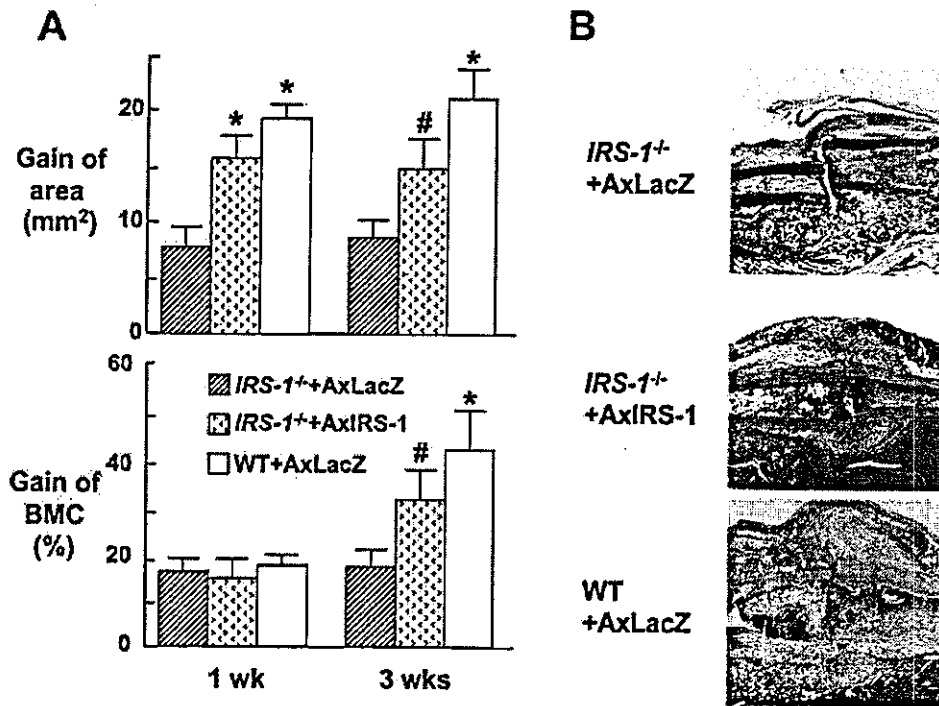 A
Gain of
area
(mm²)
20
10
0
* *
# *
Gain of
BMC
(%)
60
40
20
0
IRS-1⁻/⁻+AxLacZ
IRS-1⁻/⁻+AxIRS-1
WT+AxLacZ
# *
1 wk 3 wks
B
IRS-1⁻/⁻
+AxLacZ
IRS-1⁻/⁻
+AxIRS-1
WT
+AxLacZ